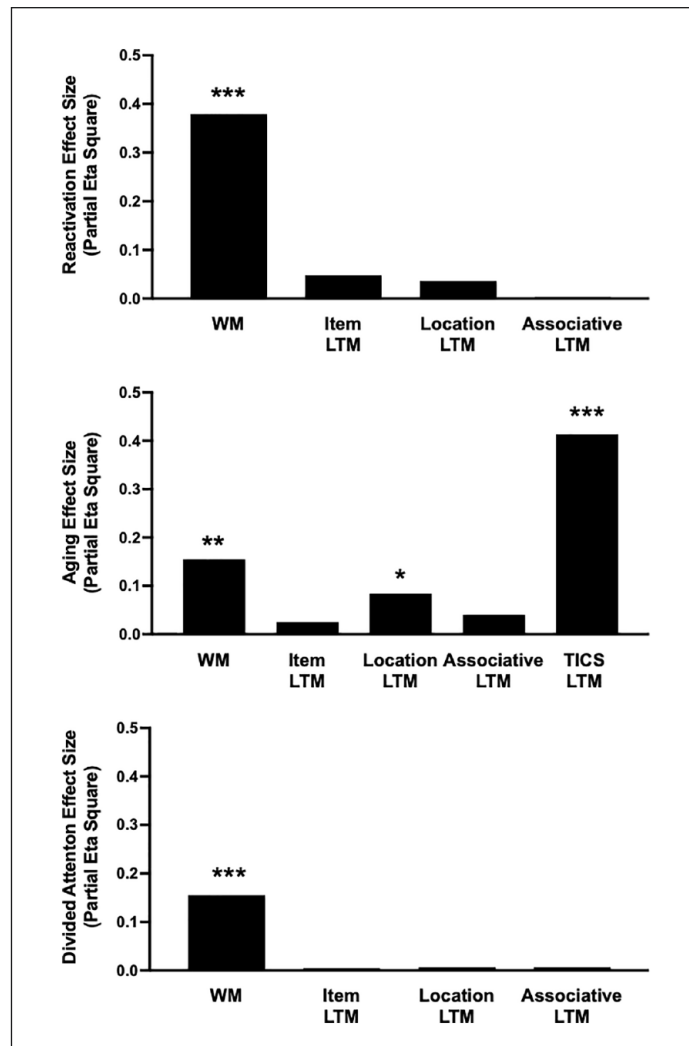 Reactivation Effect Size
(Partial Eta Square)
0.5
0.4
0.3
0.2
0.1
0.0
***
WM
Item
LTM
Location
LTM
Associative
LTM
Aging Effect Size
(Partial Eta Square)
0.5
0.4
0.3
0.2
0.1
0.0
**
*
***
WM
Item
LTM
Location
LTM
Associative
LTM
TICS
LTM
Divided Attenton Effect Size
(Partial Eta Square)
0.5
0.4
0.3
0.2
0.1
0.0
***
WM
Item
LTM
Location
LTM
Associative
LTM